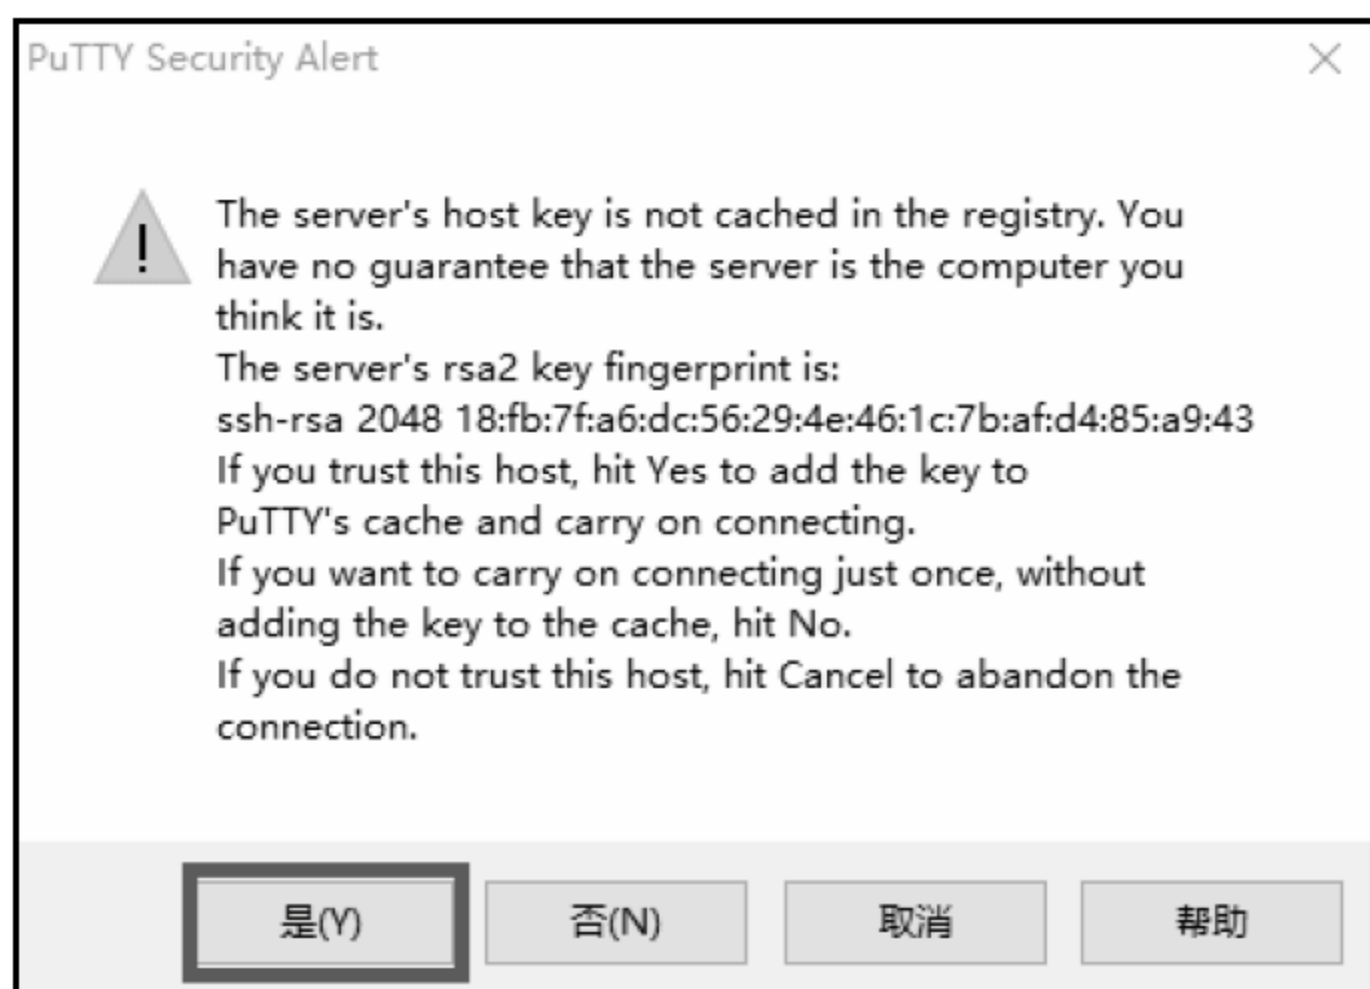 PuTTY Security Alert
The server's host key is not cached in the registry. You
have no guarantee that the server is the computer you
think it is.
The server's rsa2 key fingerprint is:
ssh-rsa 2048 18:fb:7f:a6:dc:56:29:4e:46:1c:7b:af:d4:85:a9:43
If you trust this host, hit Yes to add the key to
PuTTY's cache and carry on connecting.
If you want to carry on connecting just once, without
adding the key to the cache, hit No.
If you do not trust this host, hit Cancel to abandon the
connection.
是(Y) 否(N) 取消 帮助